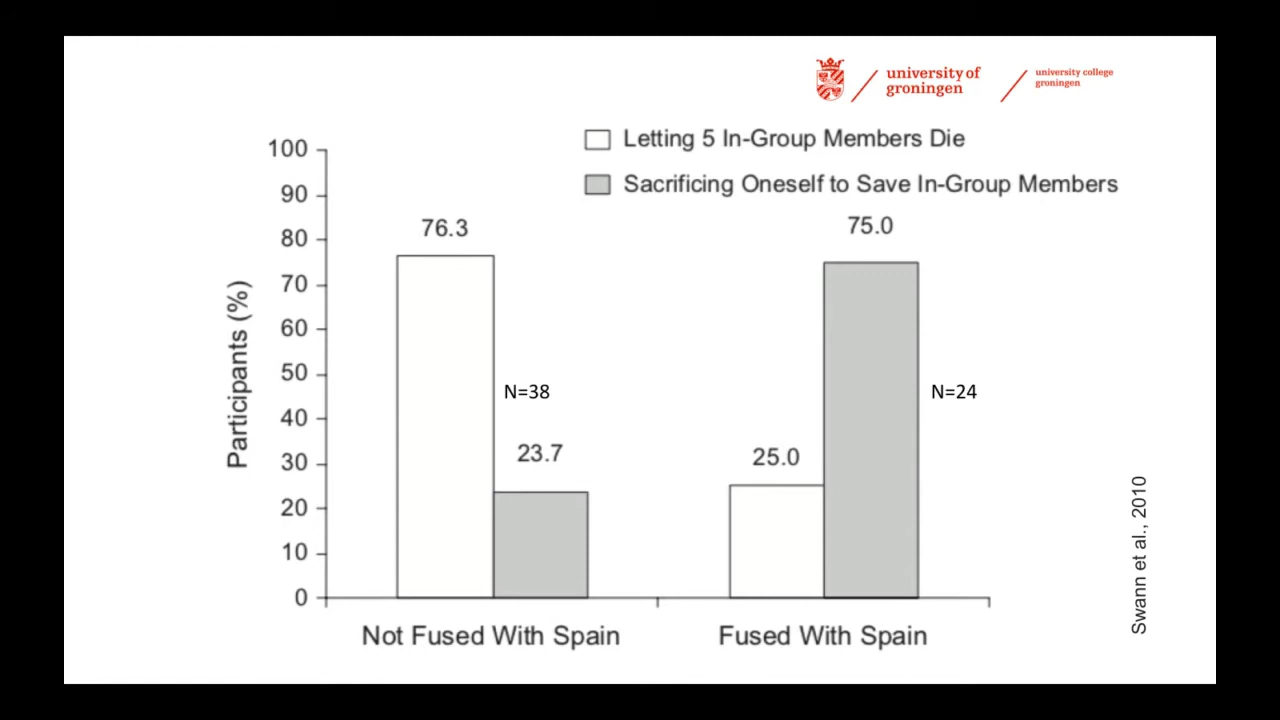 university of
groningen
university college
groningen
Letting 5 In-Group Members Die
Sacrificing Oneself to Save In-Group Members
Participants (%)
100
90
80
70
60
50
40
30
20
10
0
76.3
23.7
N=38
25.0
75.0
N=24
Not Fused With Spain
Fused With Spain
Swann et al., 2010